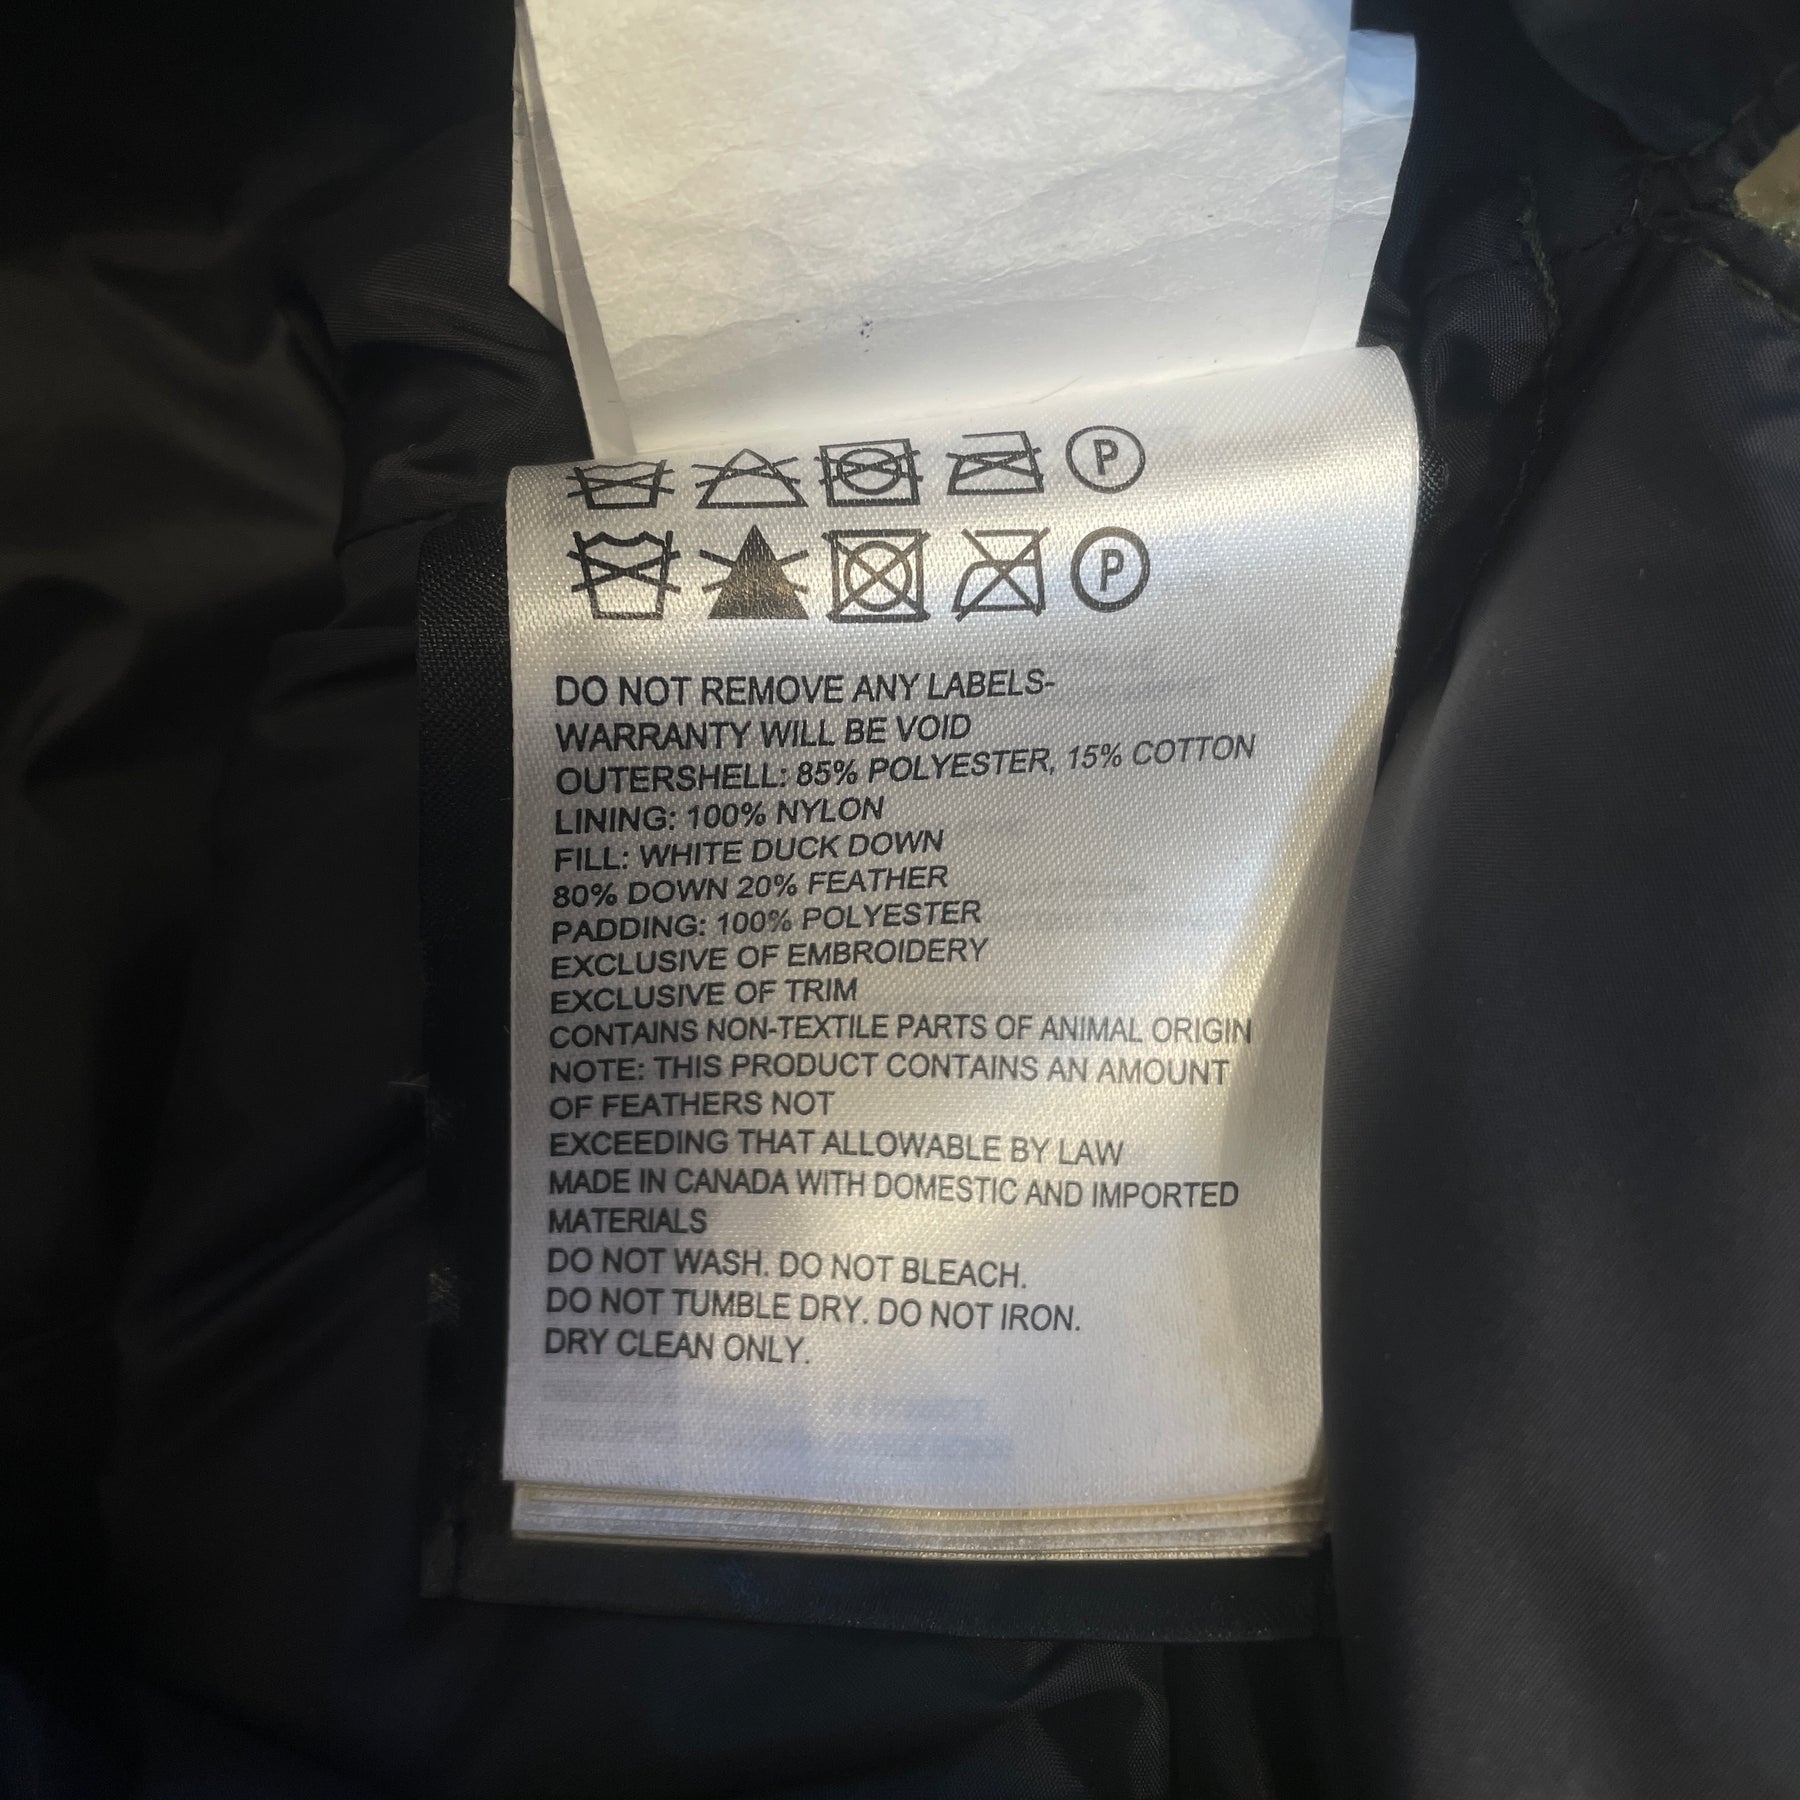 P
P
DO NOT REMOVE ANY LABELS-
WARRANTY WILL BE VOID
OUTERSHELL: 85% POLYESTER, 15% COTTON
LINING: 100% NYLON
FILL: WHITE DUCK DOWN
80% DOWN 20% FEATHER
PADDING: 100% POLYESTER
EXCLUSIVE OF EMBROIDERY
EXCLUSIVE OF TRIM
CONTAINS NON-TEXTILE PARTS OF ANIMAL ORIGIN
NOTE: THIS PRODUCT CONTAINS AN AMOUNT
OF FEATHERS NOT
EXCEEDING THAT ALLOWABLE BY LAW
MADE IN CANADA WITH DOMESTIC AND IMPORTED
MATERIALS
DO NOT WASH. DO NOT BLEACH.
DO NOT TUMBLE DRY. DO NOT IRON.
DRY CLEAN ONLY.